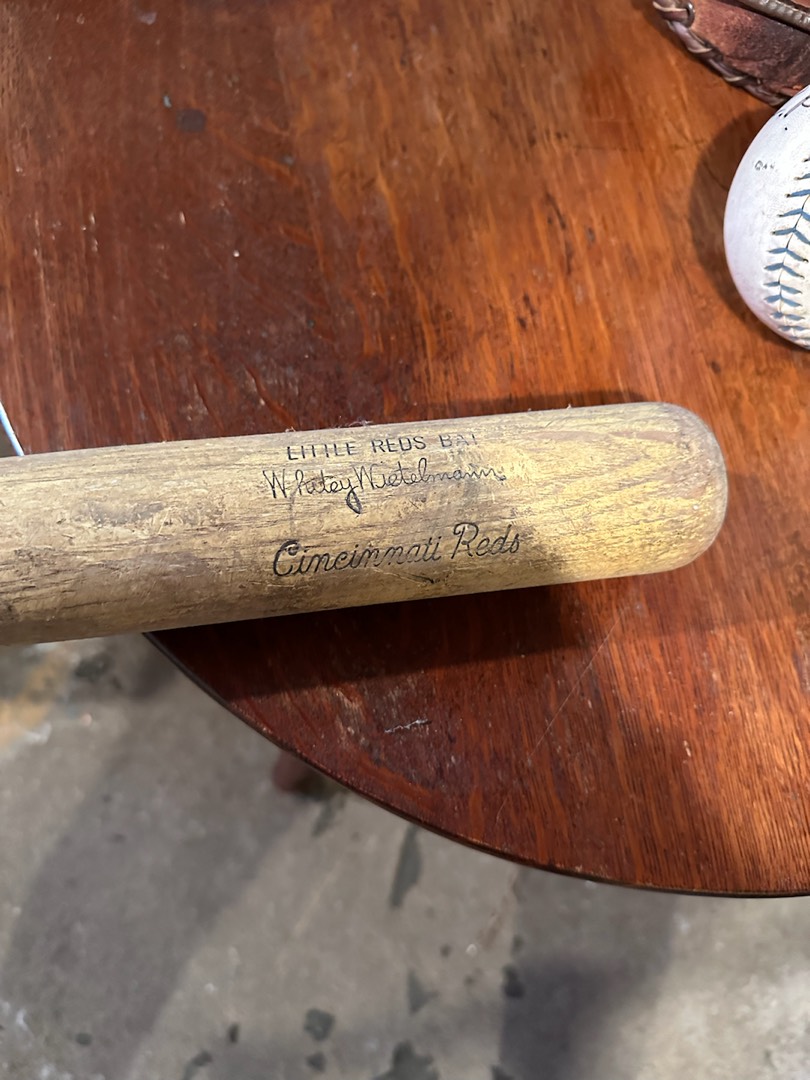 LITTLE REDS BAT
Whitey Wietelmann
Cincinnati Reds